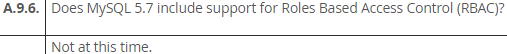 A.9.6. Does MySQL 5.7 include support for Roles Based Access Control (RBAC)?
Not at this time.